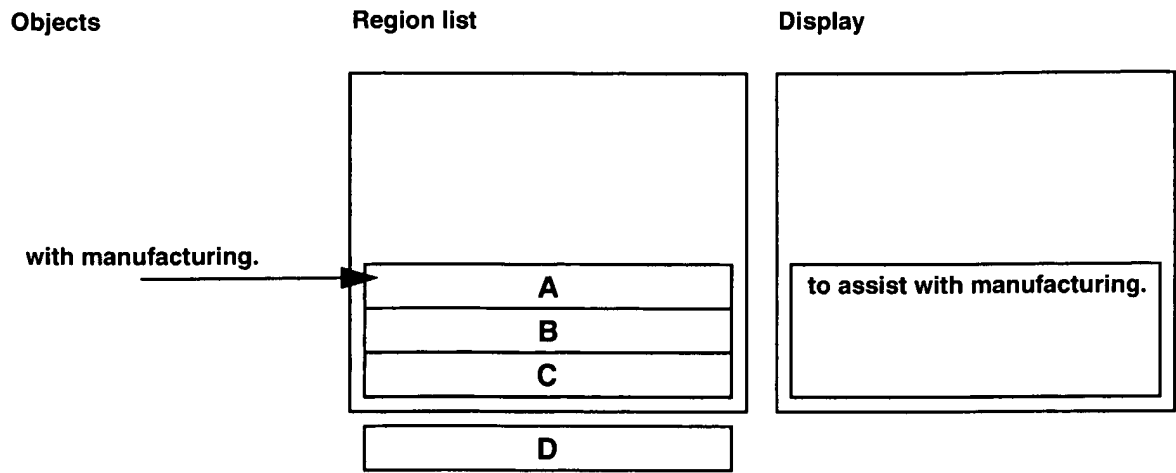 Objects
Region list
Display
with manufacturing.
A
B
C
D
to assist with manufacturing.